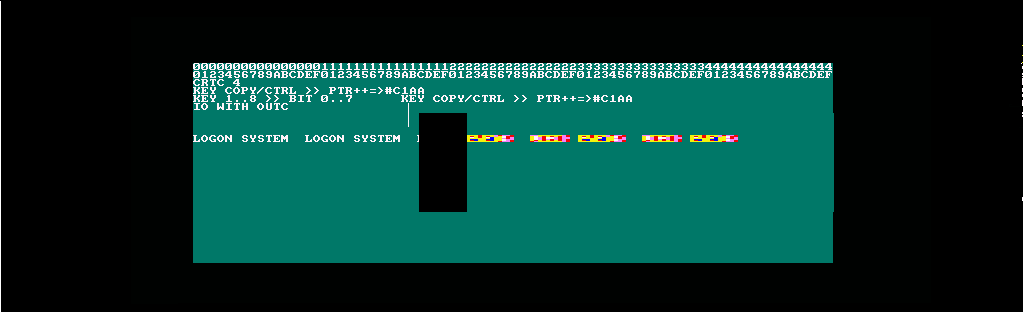 00000000000000001111111111111111222222222222222233333333333333334444444444444444
0123456789ABCDEF0123456789ABCDEF0123456789ABCDEF0123456789ABCDEF0123456789ABCDEF
CRTC 4
KEY COPY/CTRL >> PTR++=>#C1AA
KEY 1..8 >> BIT 0..7      KEY COPY/CTRL >> PTR++=>#C1AA
IO WITH OUTC
LOGON SYSTEM  LOGON SYSTEM